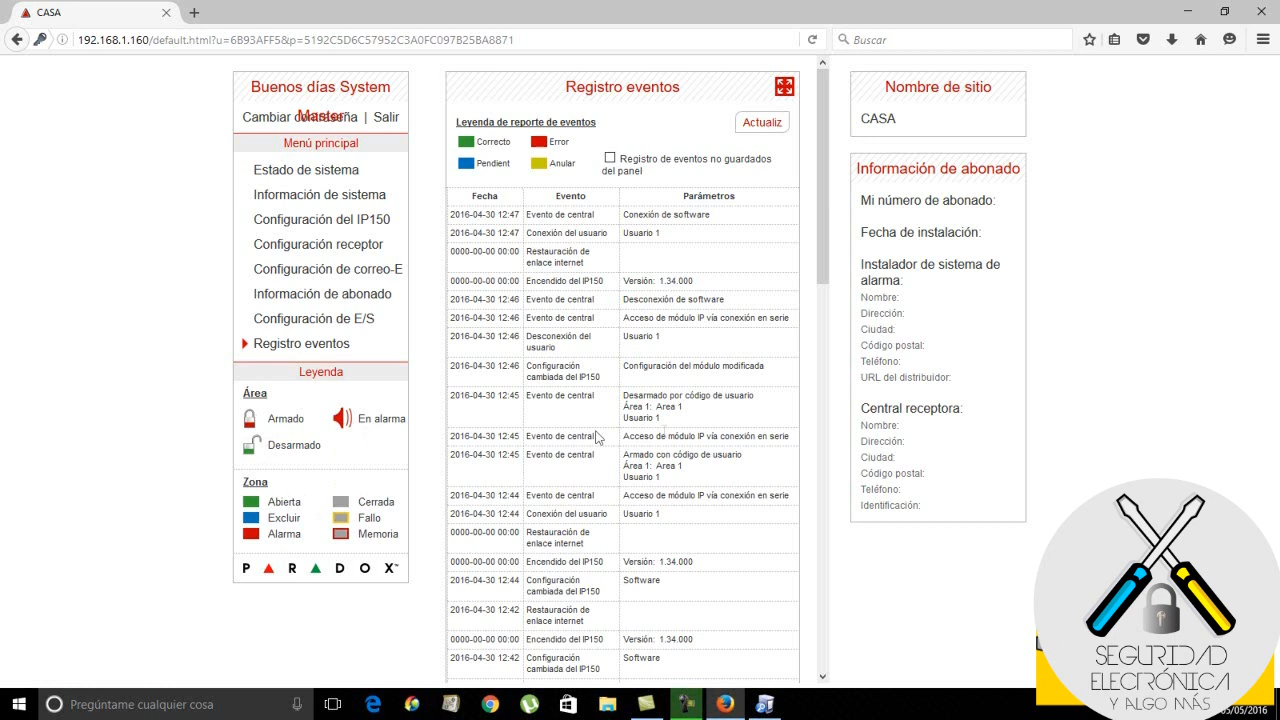 CASA
192.168.1.160/default.html?u=6B93AFF5&p=5192C5D6C57952C3A0FC097B25BA8871
Buscar
Buenos días System
Master
Cambiar contraseña | Salir
Menú principal
Estado de sistema
Información de sistema
Configuración del IP150
Configuración receptor
Configuración de correo-E
Información de abonado
Configuración de E/S
Registro eventos
Leyenda
Área
Armado
En alarma
Desarmado
Zona
Abierta
Cerrada
Excluir
Fallo
Alarma
Memoria
PARADOX™
Registro eventos
Leyenda de reporte de eventos
Actualiz
Correcto
Error
Pendient
Anular
Registro de eventos no guardados
del panel
Fecha Evento Parámetros
2016-04-30 12:47 Evento de central Conexión de software
2016-04-30 12:47 Conexión del usuario Usuario 1
0000-00-00 00:00 Restauración de
enlace internet
0000-00-00 00:00 Encendido del IP150 Versión: 1.34.000
2016-04-30 12:46 Evento de central Desconexión de software
2016-04-30 12:46 Evento de central Acceso de módulo IP vía conexión en serie
2016-04-30 12:46 Desconexión del Usuario 1
usuario
2016-04-30 12:46 Configuración Configuración del módulo modificada
cambiada del IP150
2016-04-30 12:45 Evento de central Desarmado por código de usuario
Área 1: Area 1
Usuario 1
2016-04-30 12:45 Evento de central Acceso de módulo IP vía conexión en serie
2016-04-30 12:45 Evento de central Armado con código de usuario
Área 1: Area 1
Usuario 1
2016-04-30 12:44 Evento de central Acceso de módulo IP vía conexión en serie
2016-04-30 12:44 Conexión del usuario Usuario 1
0000-00-00 00:00 Restauración de
enlace internet
0000-00-00 00:00 Encendido del IP150 Versión: 1.34.000
2016-04-30 12:44 Configuración Software
cambiada del IP150
2016-04-30 12:42 Restauración de
enlace internet
0000-00-00 00:00 Encendido del IP150 Versión: 1.34.000
2016-04-30 12:42 Configuración Software
cambiada del IP150
Nombre de sitio
CASA
Información de abonado
Mi número de abonado:
Fecha de instalación:
Instalador de sistema de
alarma:
Nombre:
Dirección:
Ciudad:
Código postal:
Teléfono:
URL del distribuidor:
Central receptora:
Nombre:
Dirección:
Ciudad:
Código postal:
Teléfono:
Identificación:
SEGURIDAD
ELECTRÓNICA
Y ALGO MÁS
Pregúntame cualquier cosa
05/05/2016